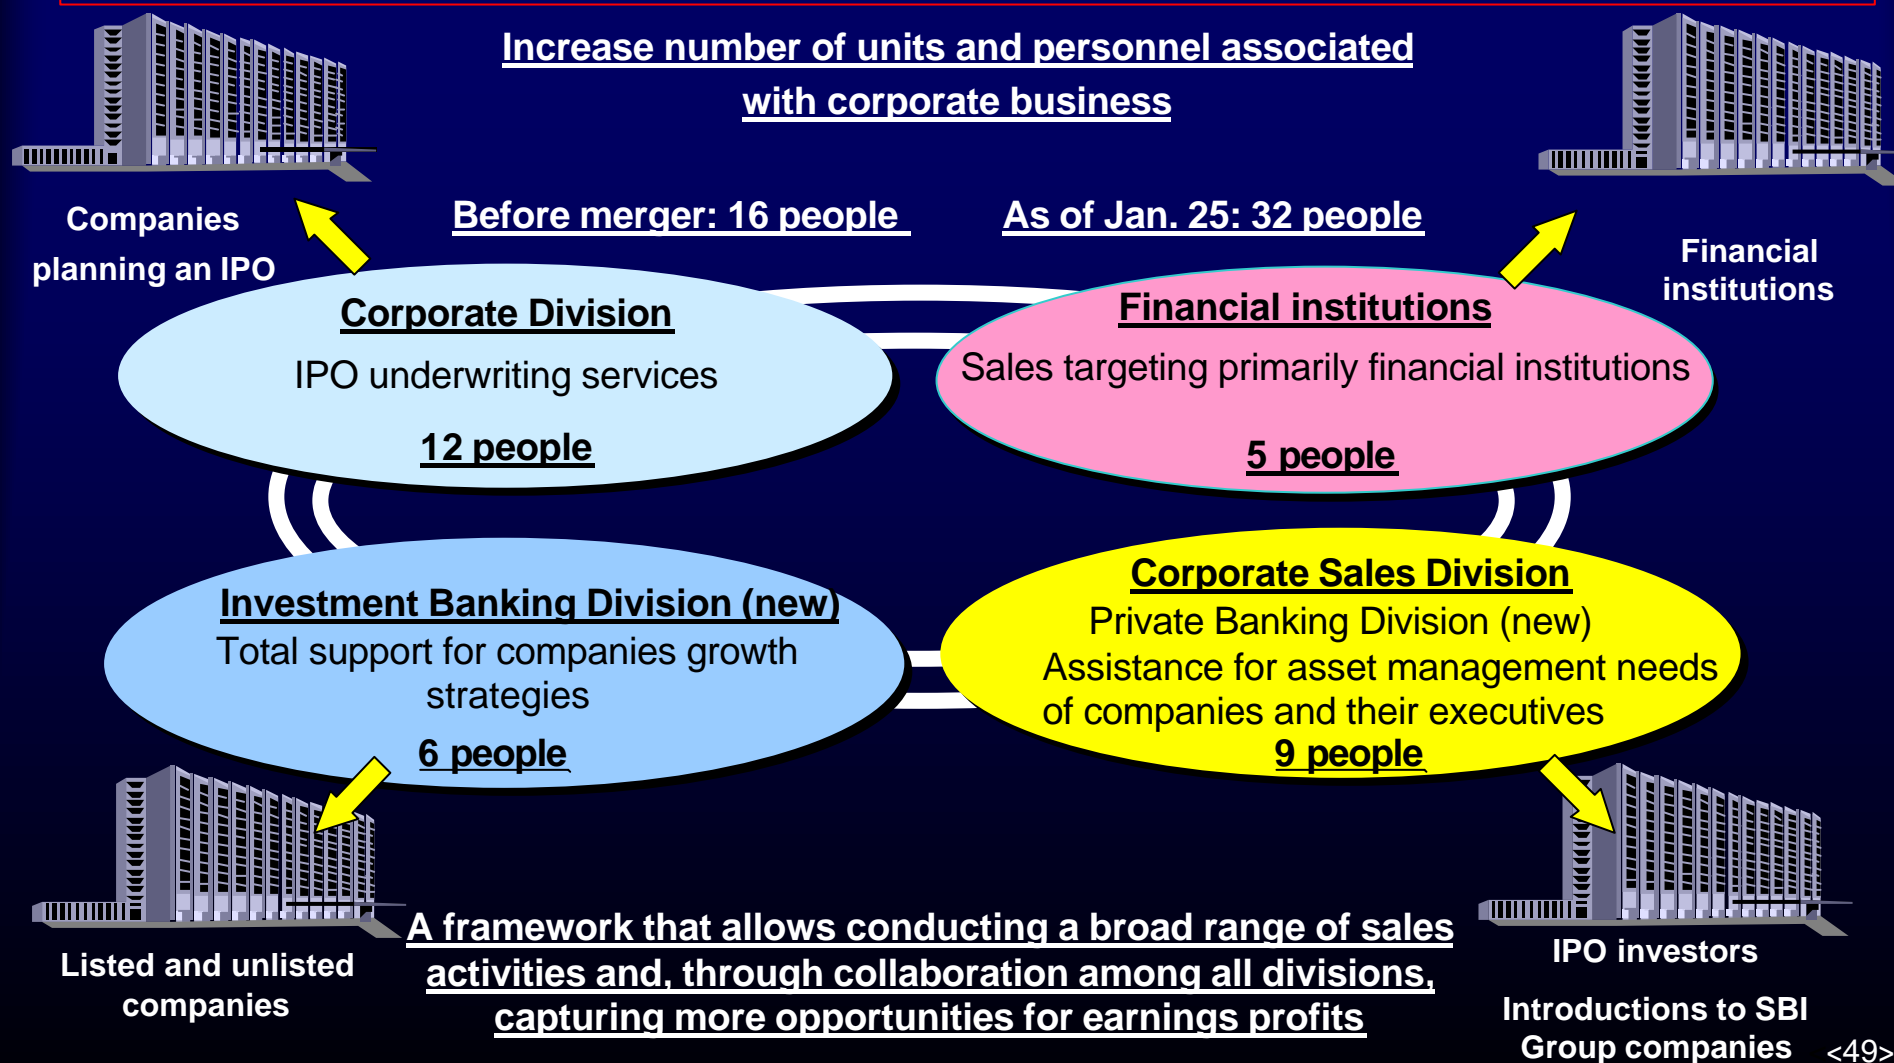 Increase number of units and personnel associated
with corporate business
Before merger: 16 people
As of Jan. 25: 32 people
Companies
planning an IPO
Financial
institutions
Corporate Division
IPO underwriting services
12 people
Financial institutions
Sales targeting primarily financial institutions
5 people
Investment Banking Division (new)
Total support for companies growth
strategies
6 people
Corporate Sales Division
Private Banking Division (new)
Assistance for asset management needs
of companies and their executives
9 people
Listed and unlisted
companies
A framework that allows conducting a broad range of sales
activities and, through collaboration among all divisions,
capturing more opportunities for earnings profits
IPO investors
Introductions to SBI
Group companies
<49>